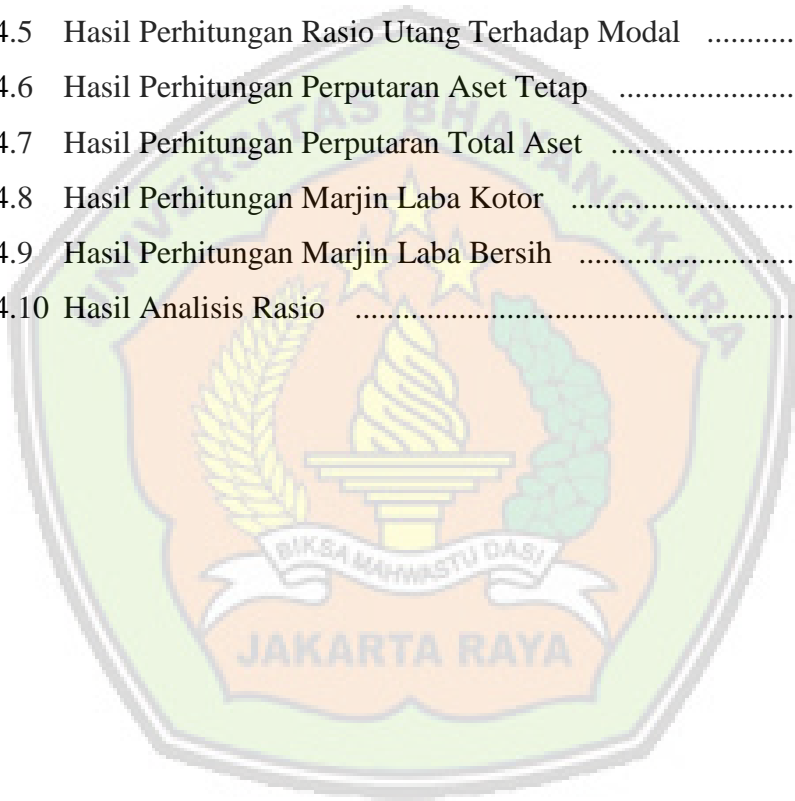 4.5 Hasil Perhitungan Rasio Utang Terhadap Modal ...........
4.6 Hasil Perhitungan Perputaran Aset Tetap ......................
4.7 Hasil Perhitungan Perputaran Total Aset .......................
4.8 Hasil Perhitungan Marjin Laba Kotor ...........................
4.9 Hasil Perhitungan Marjin Laba Bersih ..........................
4.10 Hasil Analisis Rasio .....................................................
UNIVERSITAS BHAYANGKARA
BIKSA MAHWASTU DASI
JAKARTA RAYA